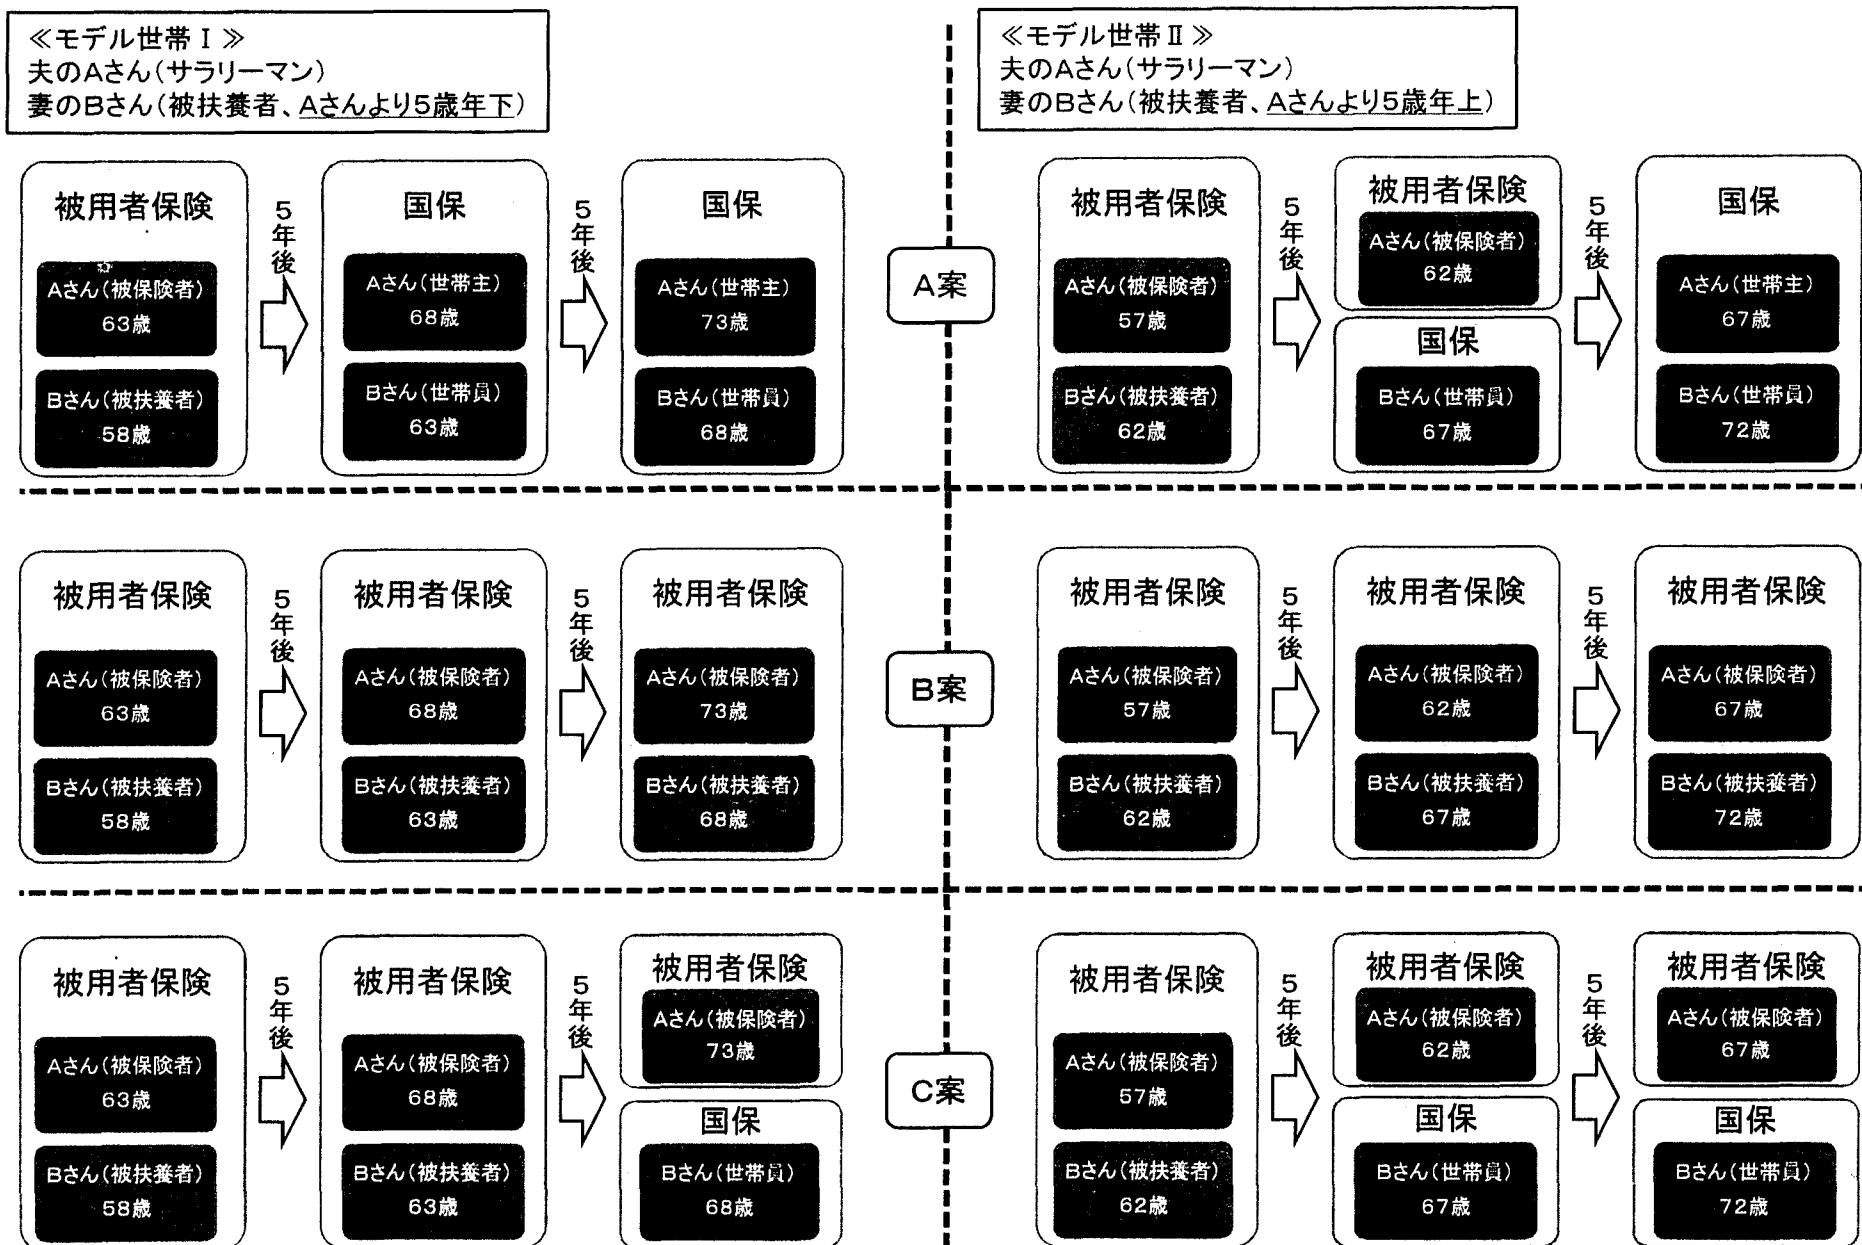 ≪モデル世帯Ⅰ≫
夫のAさん(サラリーマン)
妻のBさん(被扶養者、Aさんより5歳年下)
≪モデル世帯Ⅱ≫
夫のAさん(サラリーマン)
妻のBさん(被扶養者、Aさんより5歳年上)
被用者保険
Aさん(被保険者)
63歳
Bさん(被扶養者)
58歳
5年後
国保
Aさん(世帯主)
68歳
Bさん(世帯員)
63歳
5年後
国保
Aさん(世帯主)
73歳
Bさん(世帯員)
68歳
A案
被用者保険
Aさん(被保険者)
57歳
Bさん(被扶養者)
62歳
5年後
被用者保険
Aさん(被保険者)
62歳
国保
Bさん(世帯員)
67歳
5年後
国保
Aさん(世帯主)
67歳
Bさん(世帯員)
72歳
被用者保険
Aさん(被保険者)
63歳
Bさん(被扶養者)
58歳
5年後
被用者保険
Aさん(被保険者)
68歳
Bさん(被扶養者)
63歳
5年後
被用者保険
Aさん(被保険者)
73歳
Bさん(被扶養者)
68歳
B案
被用者保険
Aさん(被保険者)
57歳
Bさん(被扶養者)
62歳
5年後
被用者保険
Aさん(被保険者)
62歳
Bさん(被扶養者)
67歳
5年後
被用者保険
Aさん(被保険者)
67歳
Bさん(被扶養者)
72歳
被用者保険
Aさん(被保険者)
63歳
Bさん(被扶養者)
58歳
5年後
被用者保険
Aさん(被保険者)
68歳
Bさん(被扶養者)
63歳
5年後
被用者保険
Aさん(被保険者)
73歳
国保
Bさん(世帯員)
68歳
C案
被用者保険
Aさん(被保険者)
57歳
Bさん(被扶養者)
62歳
5年後
被用者保険
Aさん(被保険者)
62歳
国保
Bさん(世帯員)
67歳
5年後
被用者保険
Aさん(被保険者)
67歳
国保
Bさん(世帯員)
72歳